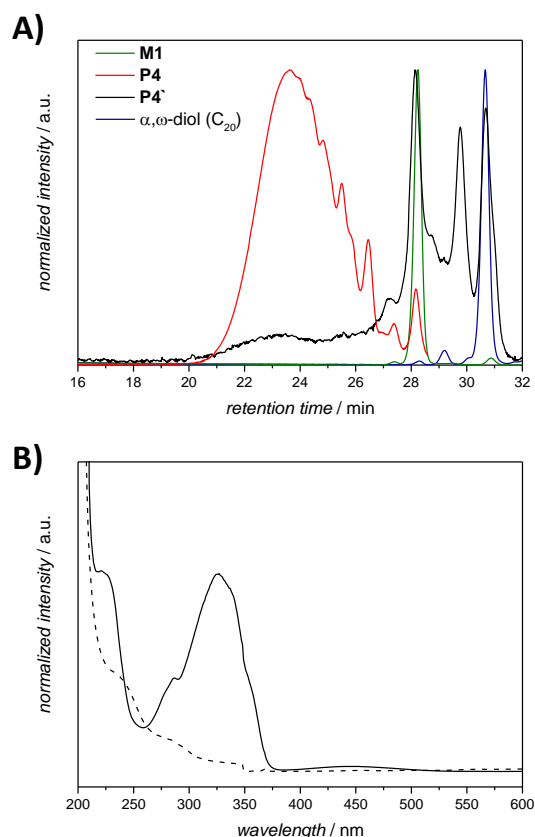 A)
M1
P4
P4`
α,ω-diol (C20)
normalized intensity / a.u.
16 18 20 22 24 26 28 30 32
retention time / min
B)
normalized intensity / a.u.
200 250 300 350 400 450 500 550 600
wavelength / nm